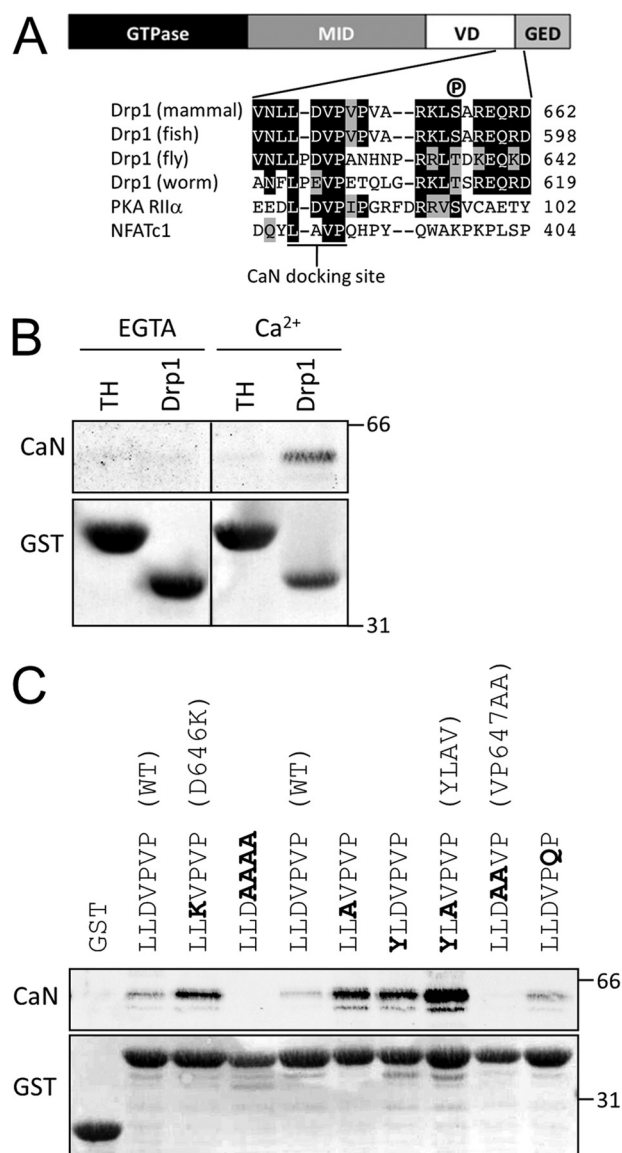 A
GTPase MID VD GED
P
Drp1 (mammal) VNLL-DVPVPVA--RKLSAREQRD 662
Drp1 (fish) VNLL-DVPVPVA--RKLSAREQRD 598
Drp1 (fly) VNLLPDVPANHNP-RRLTDKEQKD 642
Drp1 (worm) ANFLPEVPETQLG-RKLTSREQRD 619
PKA RIIα EEDL-DVPIPGRFDRRVSVCAETY 102
NFATc1 DQYL-AVPQHPY--QWAKPKPLSP 404
CaN docking site
B
EGTA Ca2+
TH Drp1 TH Drp1
CaN 66
GST
31
C
GST
LLDVPVP (WT)
LLKVPVP (D646K)
LLDAAAA
LLDVPVP (WT)
LLAVPVP
YLDVPVP
YLAVPVP (YLAV)
LLDAAVP (VP647AA)
LLDVPQP
CaN 66
GST 31